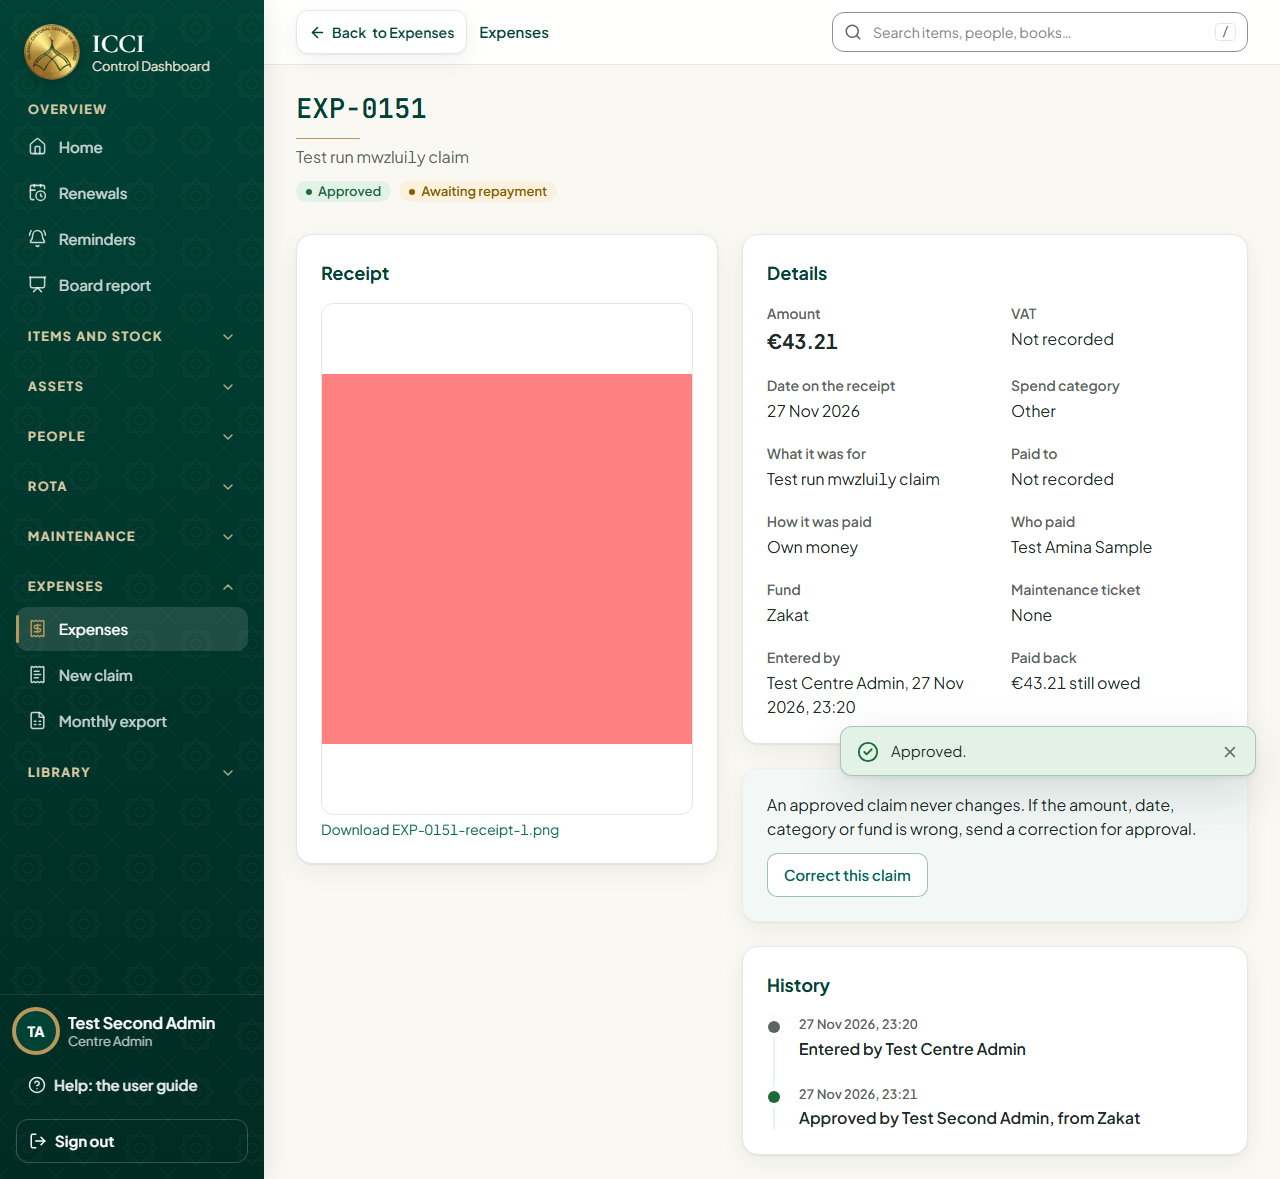 ICCI
Control Dashboard
OVERVIEW
Home
Renewals
Reminders
Board report
ITEMS AND STOCK
ASSETS
PEOPLE
ROTA
MAINTENANCE
EXPENSES
Expenses
New claim
Monthly export
LIBRARY
TA
Test Second Admin
Centre Admin
Help: the user guide
Sign out
Back to Expenses
Expenses
Search items, people, books…
/
EXP-0151
Test run mwzluily claim
Approved
Awaiting repayment
Receipt
Download EXP-0151-receipt-1.png
Details
Amount
€43.21
VAT
Not recorded
Date on the receipt
27 Nov 2026
Spend category
Other
What it was for
Test run mwzluily claim
Paid to
Not recorded
How it was paid
Own money
Who paid
Test Amina Sample
Fund
Zakat
Maintenance ticket
None
Entered by
Test Centre Admin, 27 Nov
2026, 23:20
Paid back
€43.21 still owed
Approved.
An approved claim never changes. If the amount, date,
category or fund is wrong, send a correction for approval.
Correct this claim
History
27 Nov 2026, 23:20
Entered by Test Centre Admin
27 Nov 2026, 23:21
Approved by Test Second Admin, from Zakat